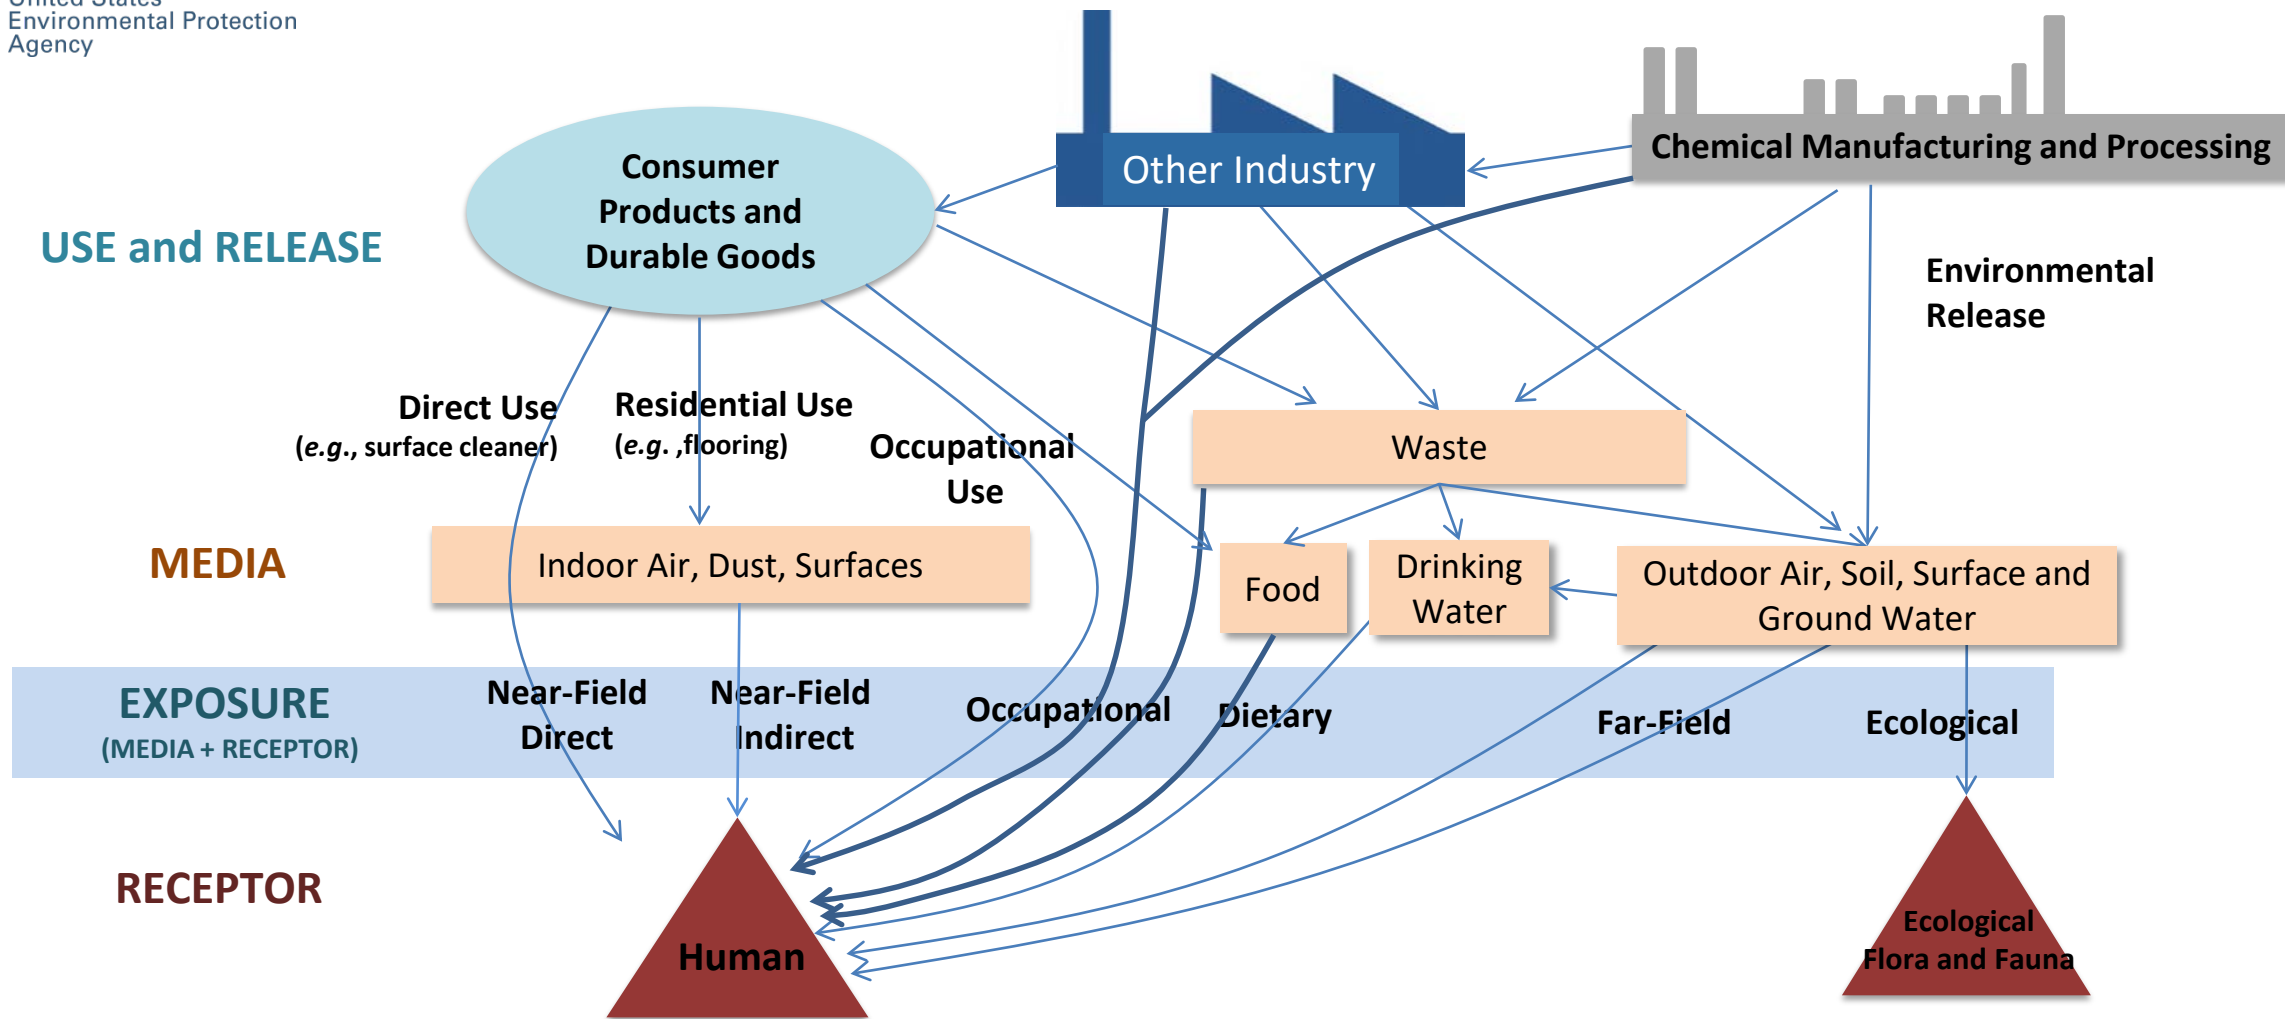 United States
Environmental Protection
Agency
Consumer
Products and
Durable Goods
Other Industry
Chemical Manufacturing and Processing
USE and RELEASE
Environmental
Release
Direct Use
(e.g., surface cleaner)
Residential Use
(e.g. ,flooring)
Occupational
Use
Waste
MEDIA
Indoor Air, Dust, Surfaces
Food
Drinking
Water
Outdoor Air, Soil, Surface and
Ground Water
EXPOSURE
(MEDIA + RECEPTOR)
Near-Field
Direct
Near-Field
Indirect
Occupational
Dietary
Far-Field
Ecological
RECEPTOR
Human
Ecological
Flora and Fauna